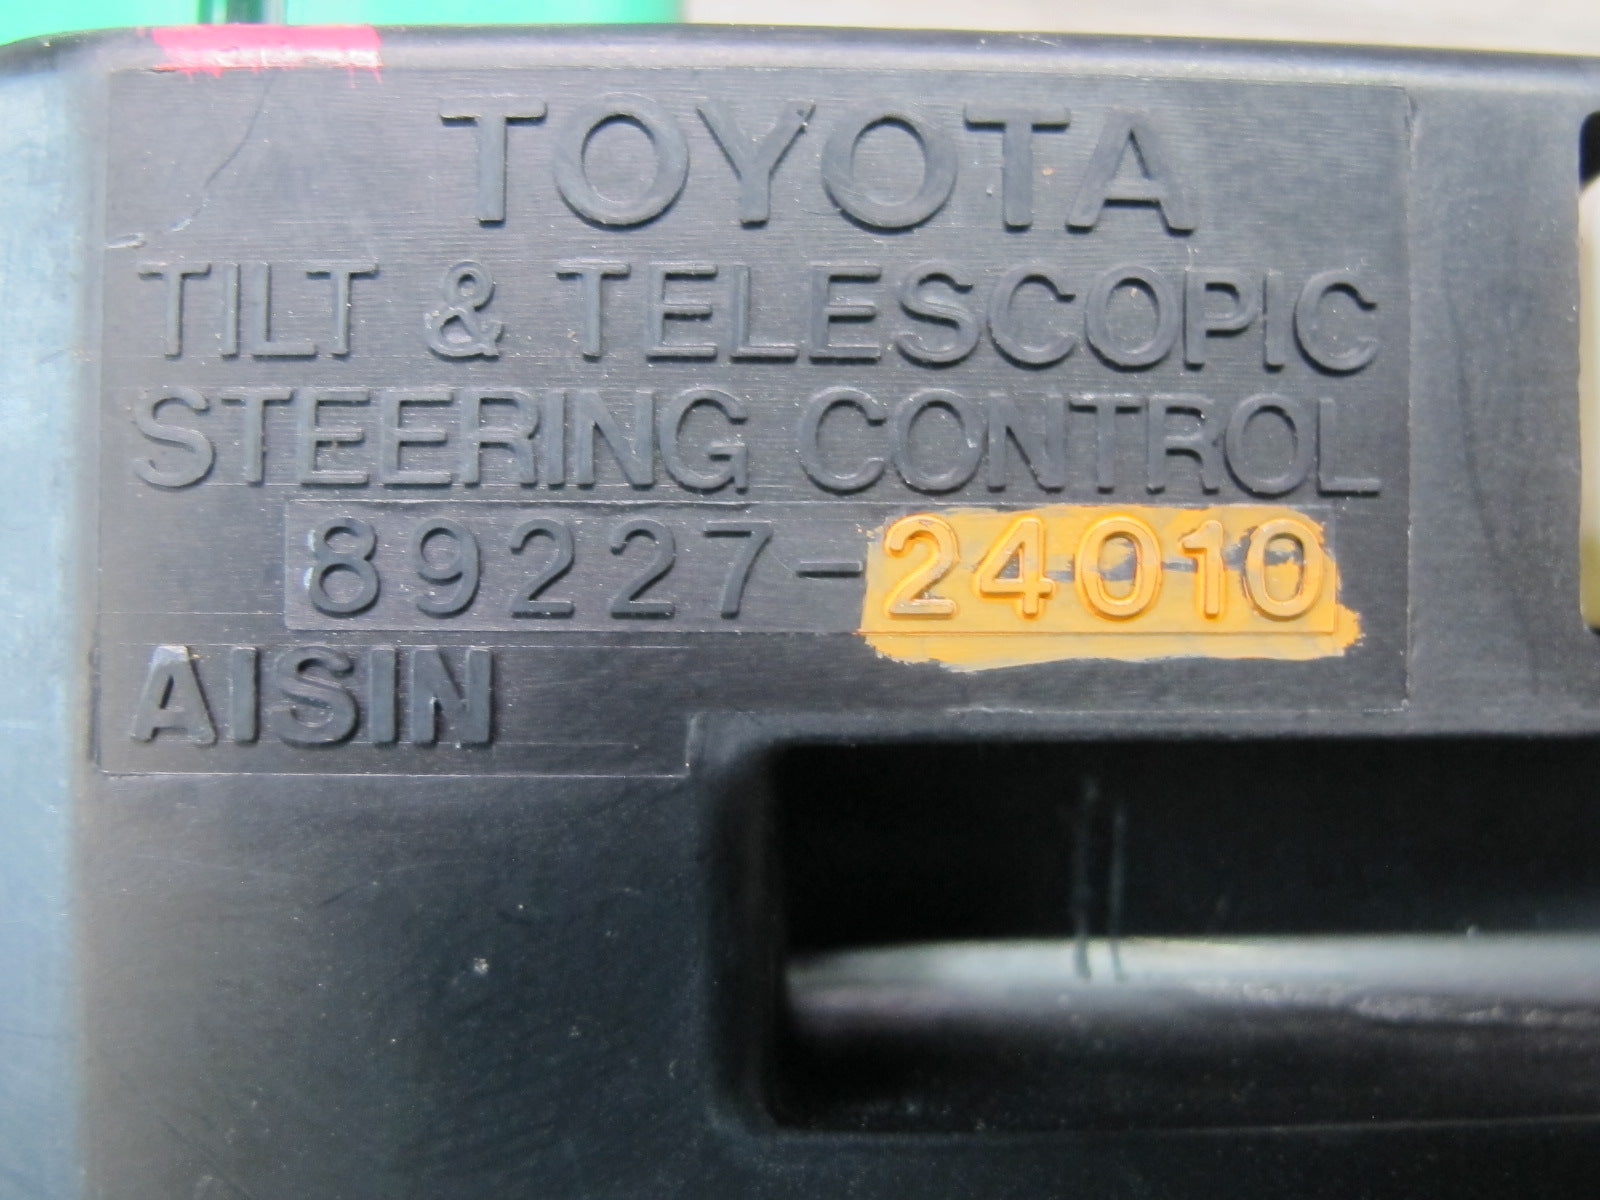 TOYOTA
TILT & TELESCOPIC
STEERING CONTROL
89227-24010
AISIN